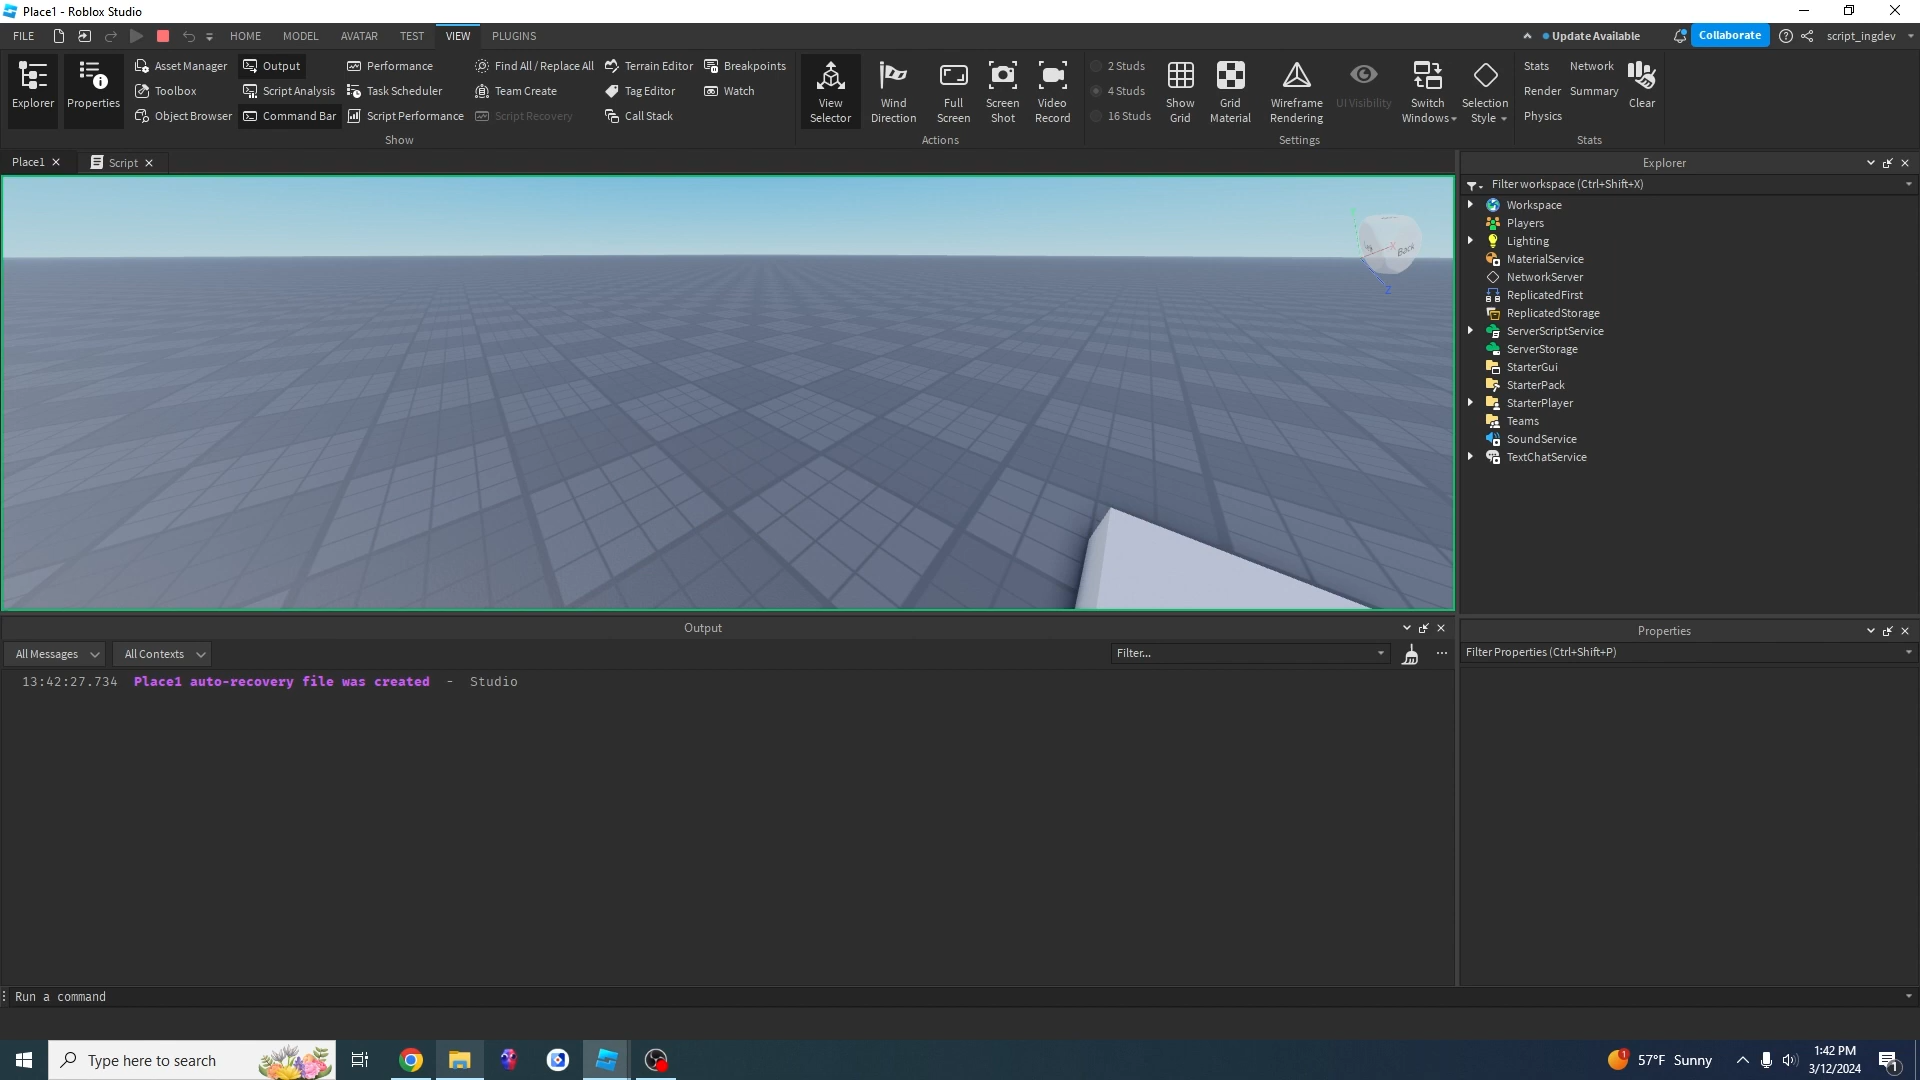 Place1 - Roblox Studio
FILE HOME MODEL AVATAR TEST VIEW PLUGINS Update Available Collaborate script_ingdev
Explorer
Properties
Asset Manager
Toolbox
Object Browser
Output
Script Analysis
Command Bar
Performance
Task Scheduler
Script Performance
Find All / Replace All
Team Create
Script Recovery
Terrain Editor
Tag Editor
Call Stack
Breakpoints
Watch
Show
View
Selector
Wind
Direction
Full
Screen
Screen
Shot
Video
Record
Actions
2 Studs
4 Studs
16 Studs
Show
Grid
Grid
Material
Wireframe
Rendering
UI Visibility
Switch
Windows
Selection
Style
Settings
Stats
Render
Physics
Network
Summary
Clear
Stats
Place1
Script
Back
X
Z
Explorer
Filter workspace (Ctrl+Shift+X)
Workspace
Players
Lighting
MaterialService
NetworkServer
ReplicatedFirst
ReplicatedStorage
ServerScriptService
ServerStorage
StarterGui
StarterPack
StarterPlayer
Teams
SoundService
TextChatService
Output
All Messages All Contexts Filter...
13:42:27.734 Place1 auto-recovery file was created - Studio
Properties
Filter Properties (Ctrl+Shift+P)
Run a command
Type here to search
1
57°F Sunny
1:42 PM
3/12/2024
1